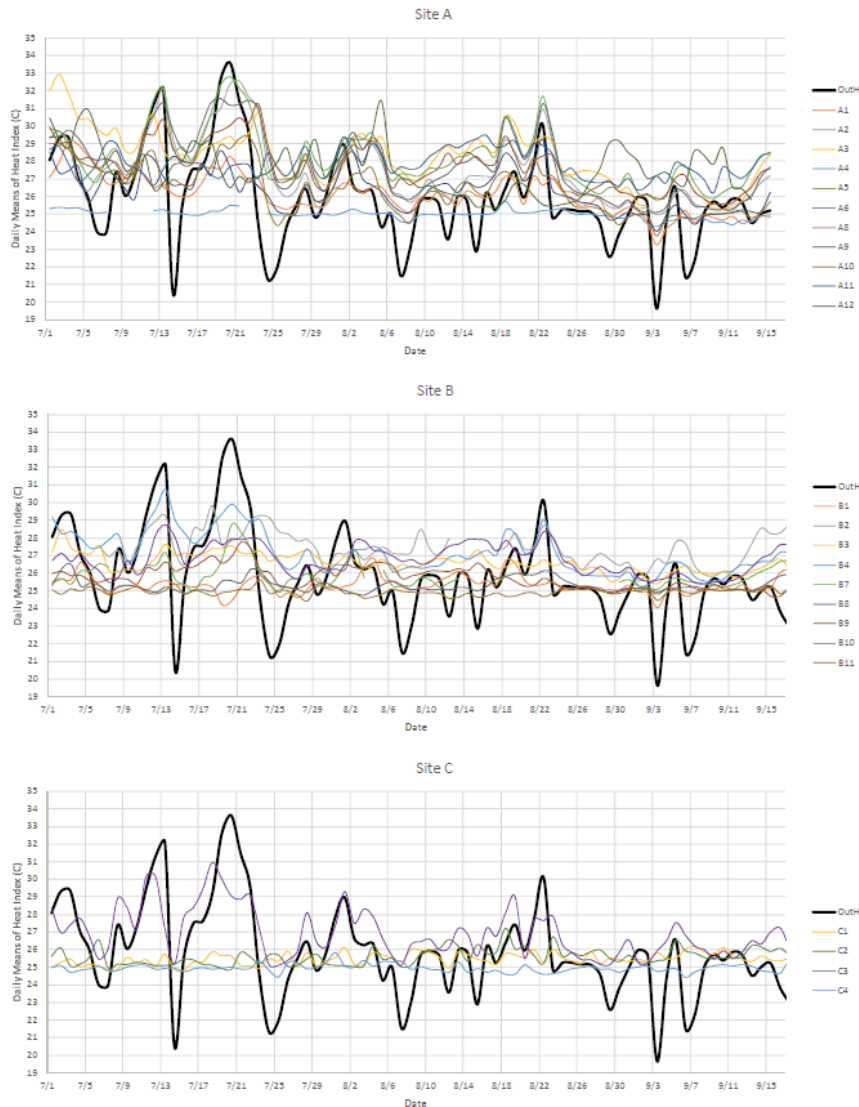 Site A
Daily Means of Heat Index (C)
35
34
33
32
31
30
29
28
27
26
25
24
23
22
21
20
19
7/1 7/5 7/9 7/13 7/17 7/21 7/25 7/29 8/2 8/6 8/10 8/14 8/18 8/22 8/26 8/30 9/3 9/7 9/11 9/15
Date
OutH
A1
A2
A3
A4
A5
A6
A8
A9
A10
A11
A12
Site B
Daily Means of Heat Index (C)
35
34
33
32
31
30
29
28
27
26
25
24
23
22
21
20
19
7/1 7/5 7/9 7/13 7/17 7/21 7/25 7/29 8/2 8/6 8/10 8/14 8/18 8/22 8/26 8/30 9/3 9/7 9/11 9/15
Date
OutH
B1
B2
B3
B4
B7
B8
B9
B10
B11
Site C
Daily Means of Heat Index (C)
35
34
33
32
31
30
29
28
27
26
25
24
23
22
21
20
19
7/1 7/5 7/9 7/13 7/17 7/21 7/25 7/29 8/2 8/6 8/10 8/14 8/18 8/22 8/26 8/30 9/3 9/7 9/11 9/15
Date
OutH
C1
C2
C3
C4